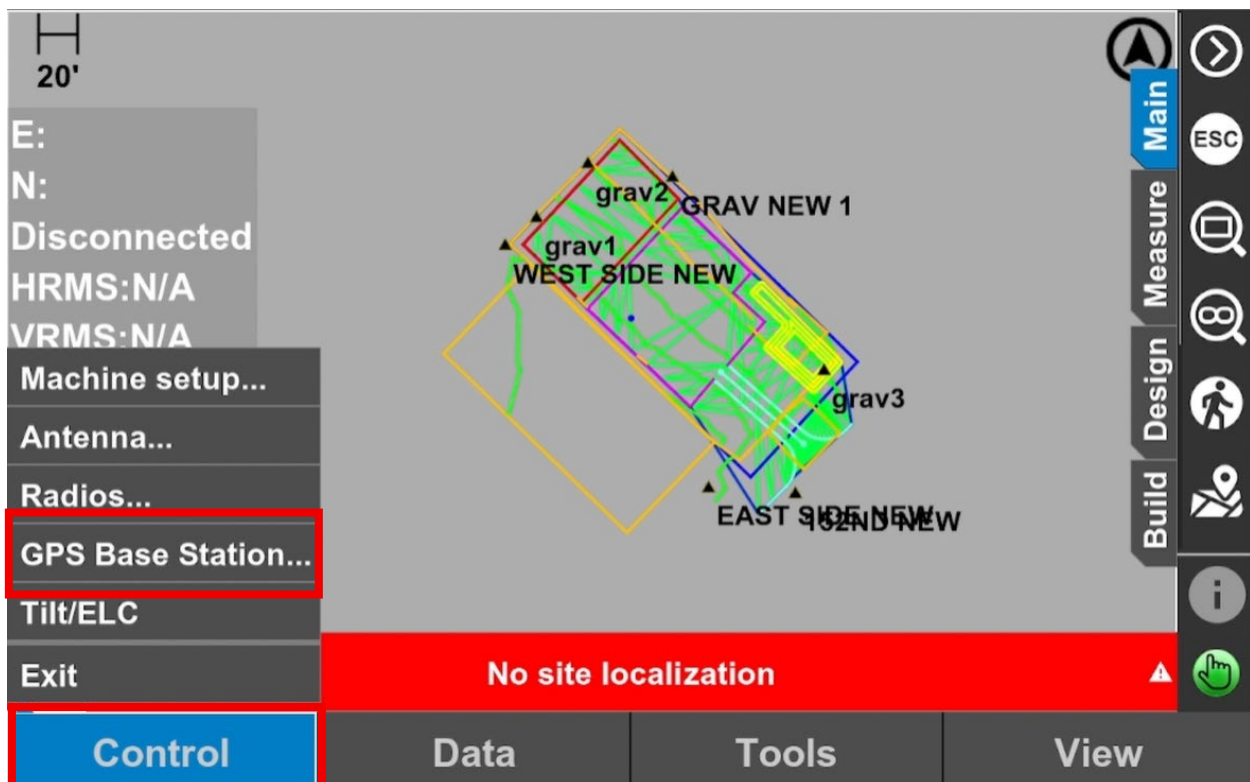 20'
E:
N:
Disconnected
HRMS:N/A
VRMS:N/A
Machine setup...
Antenna...
Radios...
GPS Base Station...
Tilt/ELC
Exit
grav2
GRAV NEW 1
grav1
WEST SIDE NEW
grav3
EAST SIDE NEW
152ND NEW
Main
Measure
Design
Build
ESC
i
No site localization
Control
Data
Tools
View